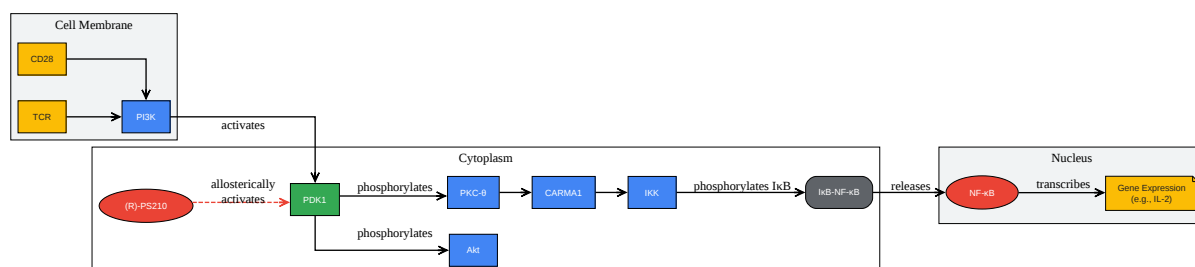 Cell Membrane
CD28
TCR
PI3K
activates
Cytoplasm
(R)-PS210
allosterically
activates
PDK1
phosphorylates
PKC-θ
CARMA1
IKK
phosphorylates IκB
IκB-NF-κB
phosphorylates
Akt
releases
Nucleus
NF-κB
transcribes
Gene Expression
(e.g., IL-2)